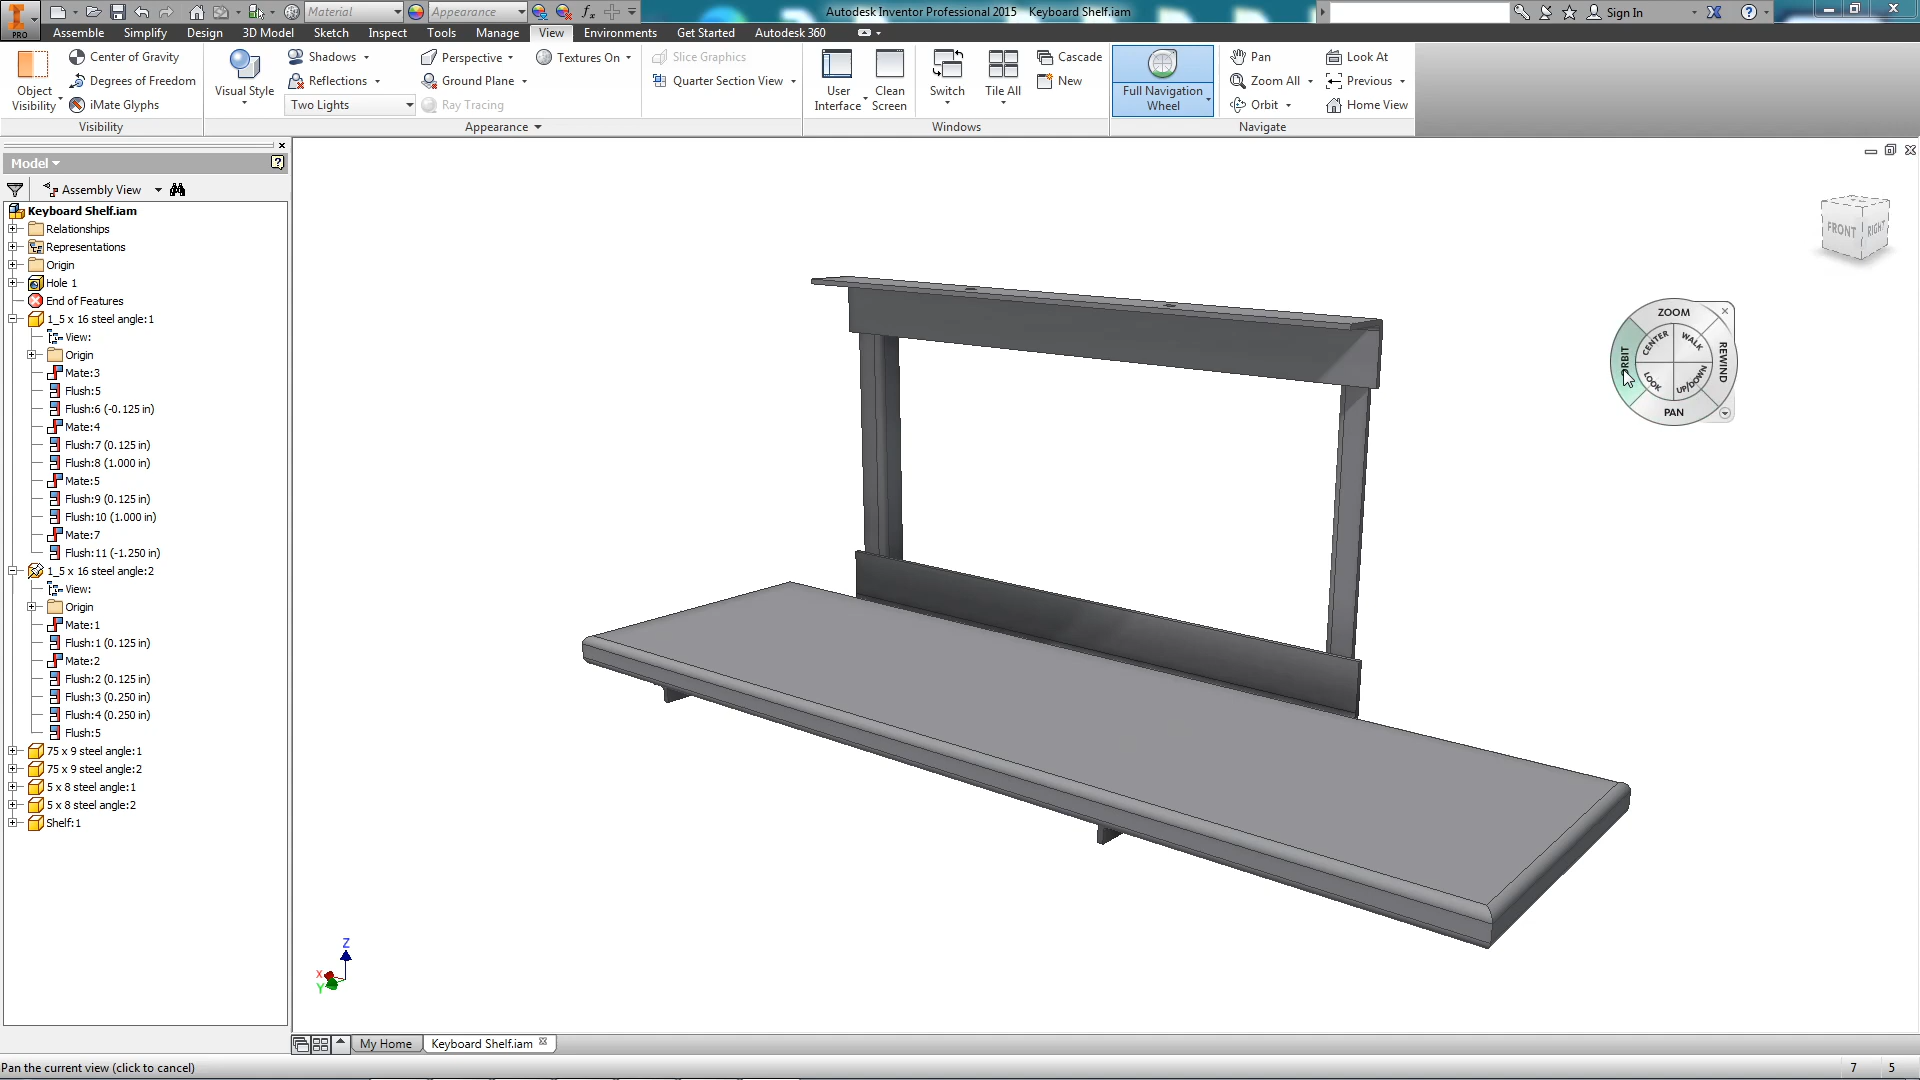 PRO
Material
Appearance
Autodesk Inventor Professional 2015   Keyboard Shelf.iam
Sign In
Assemble
Simplify
Design
3D Model
Sketch
Inspect
Tools
Manage
View
Environments
Get Started
Autodesk 360
Object Visibility
Center of Gravity
Degrees of Freedom
iMate Glyphs
Visibility
Visual Style
Shadows
Reflections
Two Lights
Perspective
Ground Plane
Ray Tracing
Textures On
Appearance
Slice Graphics
Quarter Section View
User Interface
Clean Screen
Switch
Tile All
Cascade
New
Windows
Full Navigation Wheel
Pan
Zoom All
Orbit
Look At
Previous
Home View
Navigate
Model
Assembly View
Keyboard Shelf.iam
Relationships
Representations
Origin
Hole 1
End of Features
1_5 x 16 steel angle:1
View:
Origin
Mate:3
Flush:5
Flush:6 (-0.125 in)
Mate:4
Flush:7 (0.125 in)
Flush:8 (1.000 in)
Mate:5
Flush:9 (0.125 in)
Flush:10 (1.000 in)
Mate:7
Flush:11 (-1.250 in)
1_5 x 16 steel angle:2
View:
Origin
Mate:1
Flush:1 (0.125 in)
Mate:2
Flush:2 (0.125 in)
Flush:3 (0.250 in)
Flush:4 (0.250 in)
Flush:5
75 x 9 steel angle:1
75 x 9 steel angle:2
5 x 8 steel angle:1
5 x 8 steel angle:2
Shelf:1
FRONT
RIGHT
ZOOM
CENTER
WALK
REWIND
ORBIT
LOOK
UP/DOWN
PAN
Z
X
Y
My Home
Keyboard Shelf.iam
Pan the current view (click to cancel)
7
5